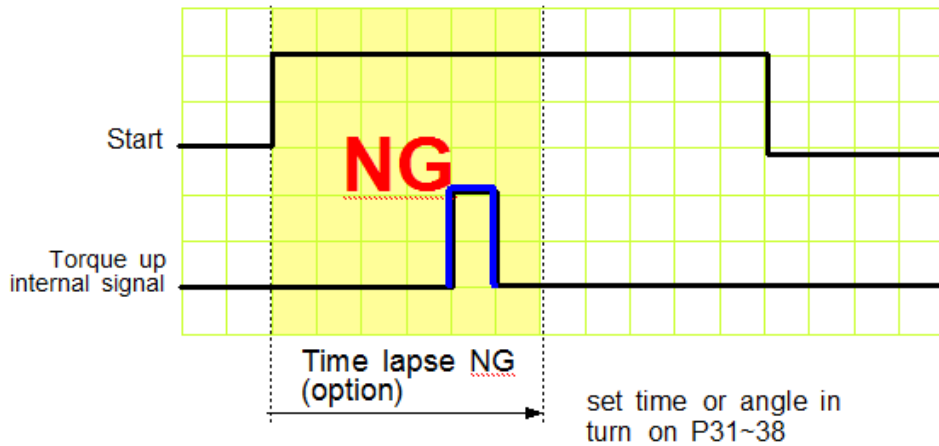 Start
NG
Torque up
internal signal
Time lapse NG
(option)
set time or angle in
turn on P31~38